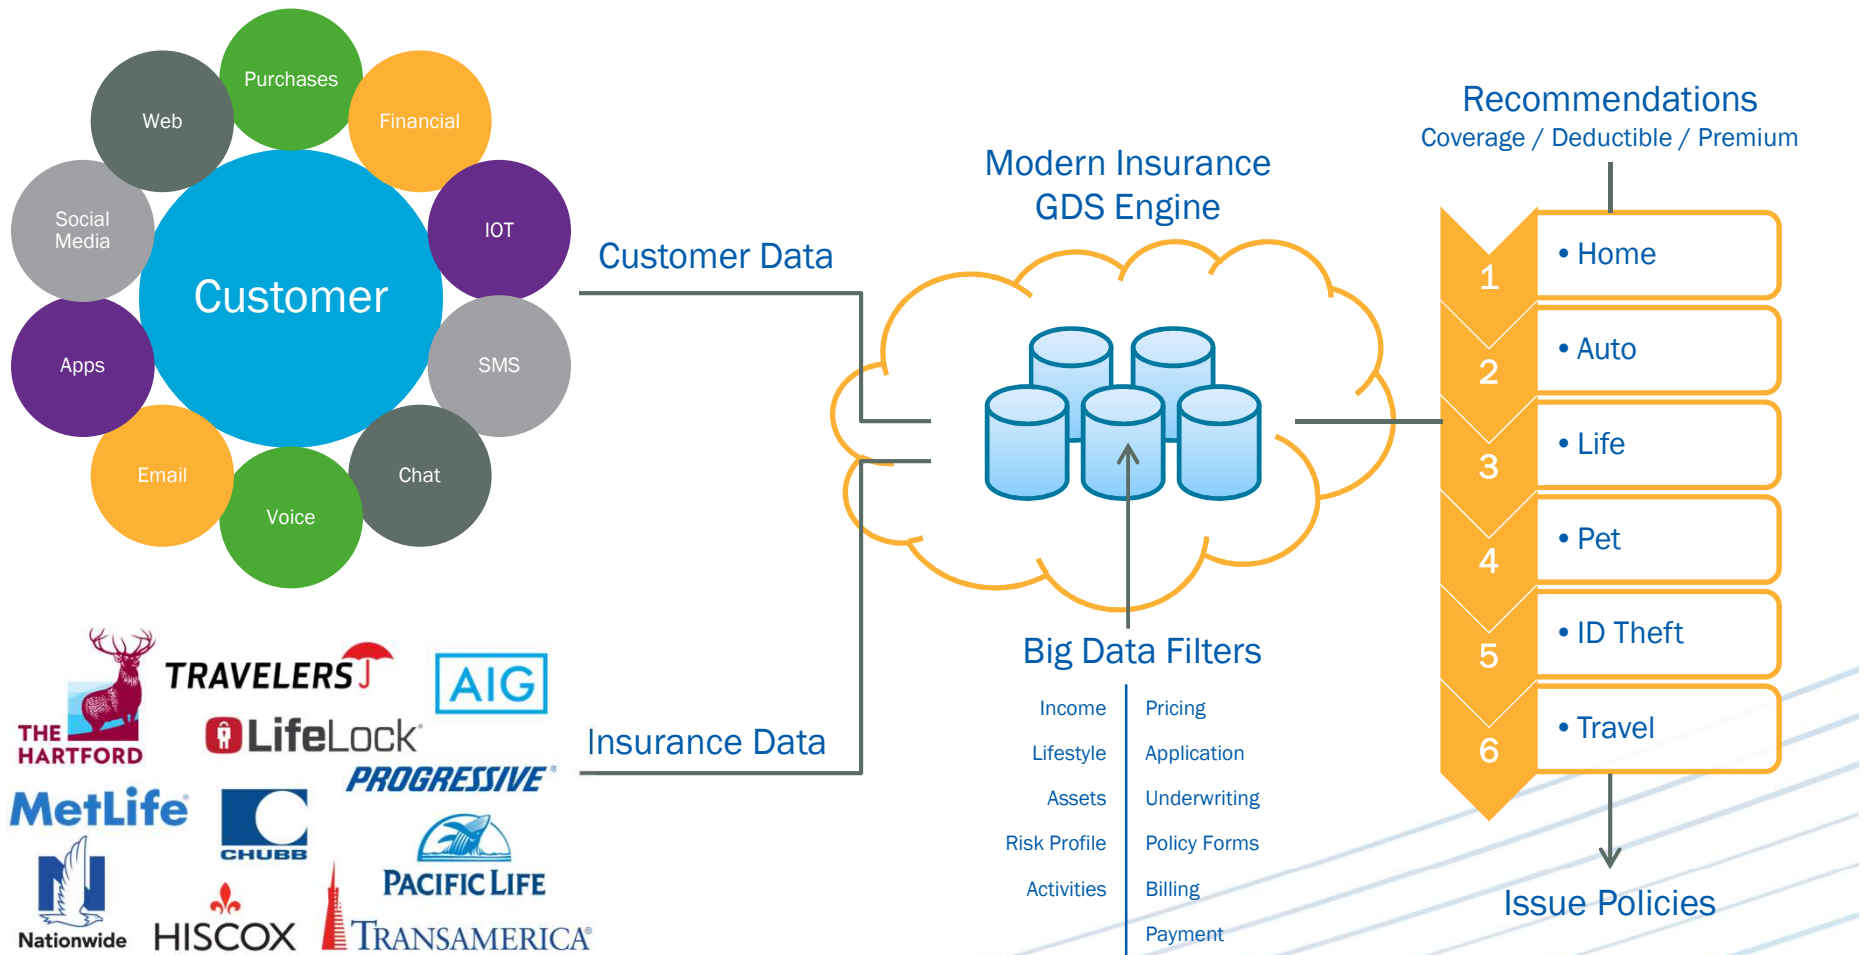 Purchases
Financial
IOT
SMS
Chat
Voice
Email
Apps
Social
Media
Web
Customer
THE
HARTFORD
TRAVELERS
AIG
LifeLock
PROGRESSIVE®
MetLife
CHUBB
PACIFIC LIFE
Nationwide
HISCOX
TRANSAMERICA®
Customer Data
Insurance Data
Modern Insurance
GDS Engine
Big Data Filters
Income
Lifestyle
Assets
Risk Profile
Activities
Pricing
Application
Underwriting
Policy Forms
Billing
Payment
Recommendations
Coverage / Deductible / Premium
1 • Home
2 • Auto
3 • Life
4 • Pet
5 • ID Theft
6 • Travel
Issue Policies